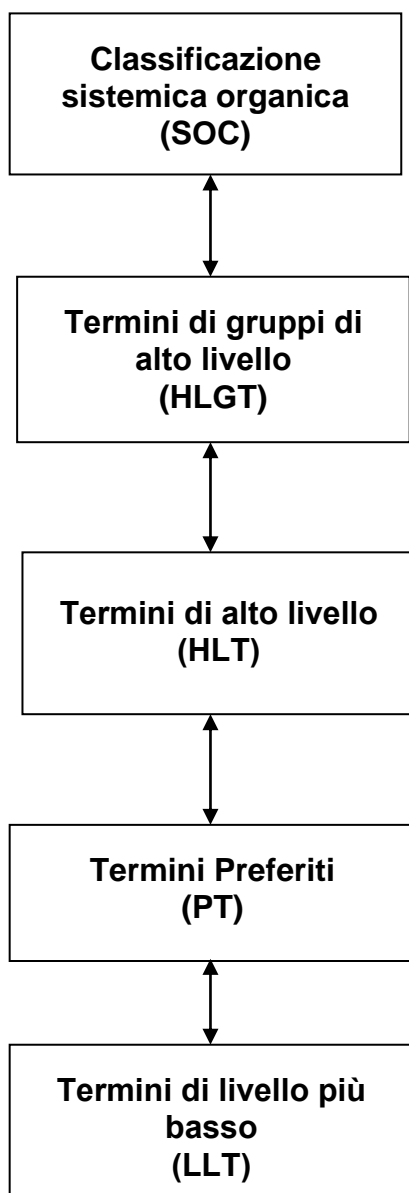 Classificazione
sistemica organica
(SOC)
Termini di gruppi di
alto livello
(HLGT)
Termini di alto livello
(HLT)
Termini Preferiti
(PT)
Termini di livello più
basso
(LLT)